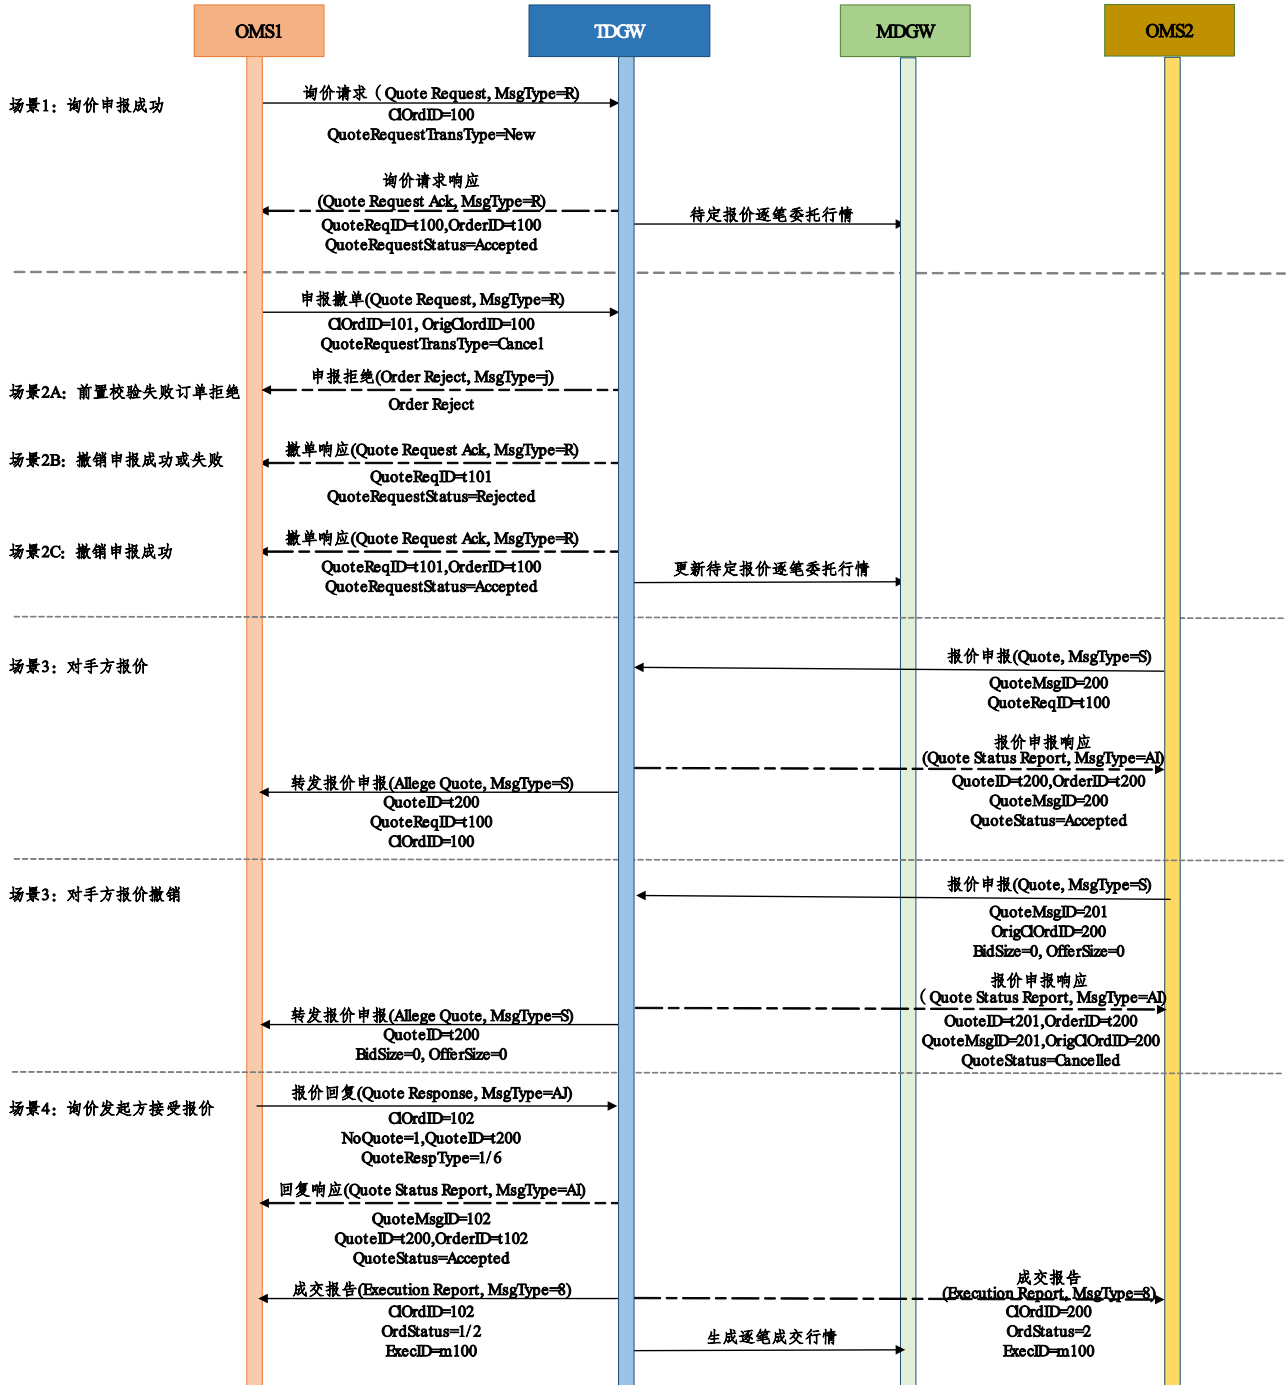 OMS1
TDGW
MDGW
OMS2
场景1：询价申报成功
询价请求（Quote Request, MsgType=R)
ClOrdID=100
QuoteRequestTransType=New
询价请求响应
(Quote Request Ack, MsgType=R)
QuoteReqID=t100,OrderID=t100
QuoteRequestStatus=Accepted
待定报价逐笔委托行情
申报撤单(Quote Request, MsgType=R)
ClOrdID=101, OrigClordID=100
QuoteRequestTransType=Cancel
场景2A：前置校验失败订单拒绝
申报拒绝(Order Reject, MsgType=j)
Order Reject
场景2B：撤销申报成功或失败
撤单响应(Quote Request Ack, MsgType=R)
QuoteReqID=t101
QuoteRequestStatus=Rejected
场景2C：撤销申报成功
撤单响应(Quote Request Ack, MsgType=R)
QuoteReqID=t101,OrderID=t100
QuoteRequestStatus=Accepted
更新待定报价逐笔委托行情
场景3：对手方报价
报价申报(Quote, MsgType=S)
QuoteMsgID=200
QuoteReqID=t100
报价申报响应
(Quote Status Report, MsgType=AI)
QuoteID=t200,OrderID=t200
QuoteMsgID=200
QuoteStatus=Accepted
转发报价申报(Allege Quote, MsgType=S)
QuoteID=t200
QuoteReqID=t100
ClOrdID=100
场景3：对手方报价撤销
报价申报(Quote, MsgType=S)
QuoteMsgID=201
OrigClOrdID=200
BidSize=0, OfferSize=0
报价申报响应
（Quote Status Report, MsgType=AI)
QuoteID=t201,OrderID=t200
QuoteMsgID=201,OrigClOrdID=200
QuoteStatus=Cancelled
转发报价申报(Allege Quote, MsgType=S)
QuoteID=t200
BidSize=0, OfferSize=0
场景4：询价发起方接受报价
报价回复(Quote Response, MsgType=AJ)
ClOrdID=102
NoQuote=1,QuoteID=t200
QuoteRespType=1/6
回复响应(Quote Status Report, MsgType=AI)
QuoteMsgID=102
QuoteID=t200,OrderID=t102
QuoteStatus=Accepted
成交报告(Execution Report, MsgType=8)
ClOrdID=102
OrdStatus=1/2
ExecID=m100
生成逐笔成交行情
成交报告
(Execution Report, MsgType=8)
ClOrdID=200
OrdStatus=2
ExecID=m100